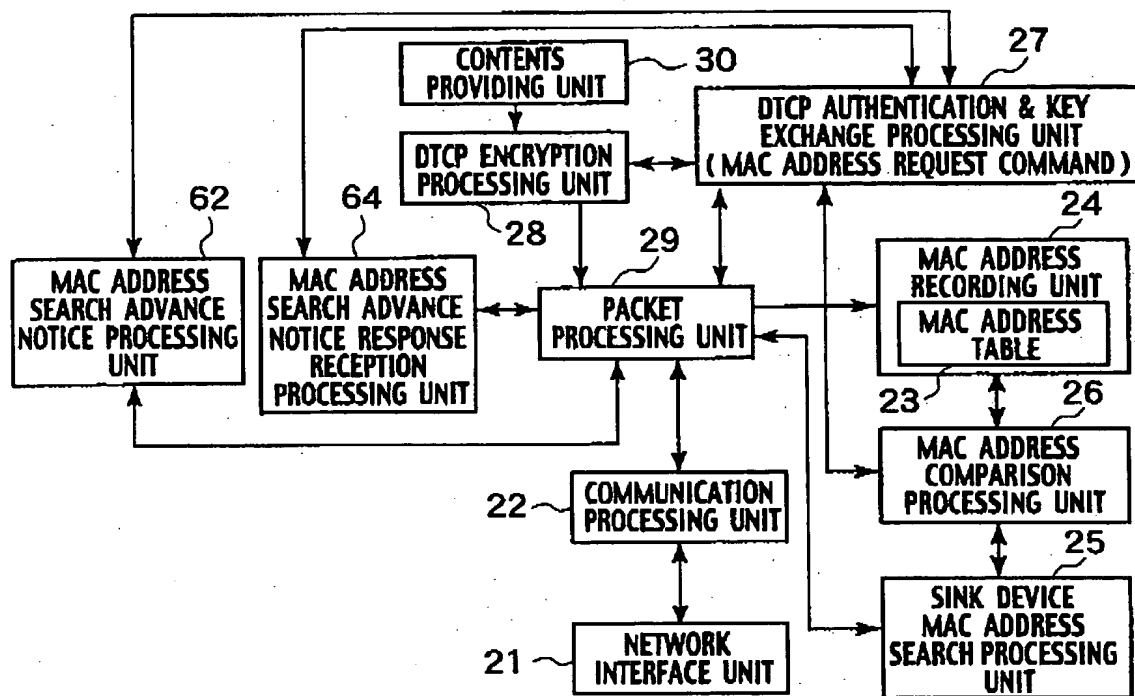 30
CONTENTS
PROVIDING UNIT
27
DTCP AUTHENTICATION & KEY
EXCHANGE PROCESSING UNIT
( MAC ADDRESS REQUEST COMMAND )
DTCP ENCRYPTION
PROCESSING UNIT
28
62
MAC ADDRESS
SEARCH ADVANCE
NOTICE PROCESSING
UNIT
64
MAC ADDRESS
SEARCH ADVANCE
NOTICE RESPONSE
RECEPTION
PROCESSING UNIT
29
PACKET
PROCESSING UNIT
24
MAC ADDRESS
RECORDING UNIT
MAC ADDRESS
TABLE
23
26
MAC ADDRESS
COMPARISON
PROCESSING UNIT
22
COMMUNICATION
PROCESSING UNIT
25
SINK DEVICE
MAC ADDRESS
SEARCH PROCESSING
UNIT
21
NETWORK
INTERFACE UNIT